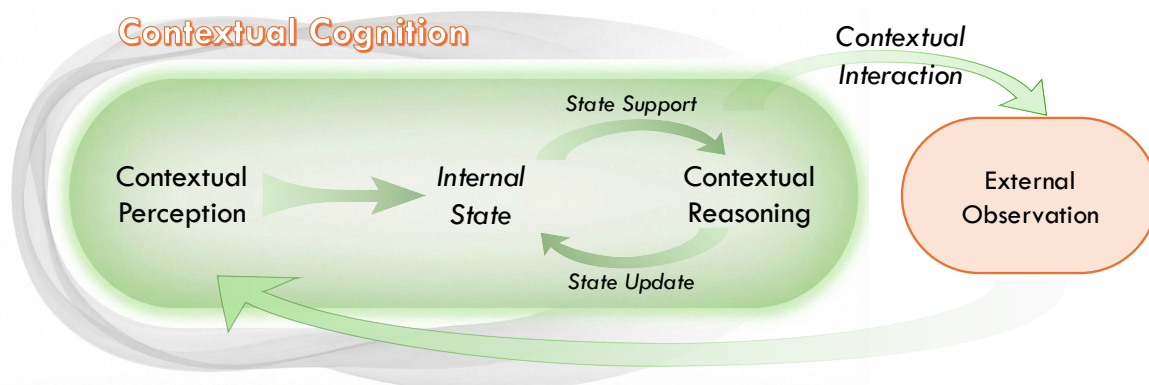 Contextual Cognition
Contextual
Interaction
State Support
Contextual
Perception
Internal
State
Contextual
Reasoning
External
Observation
State Update